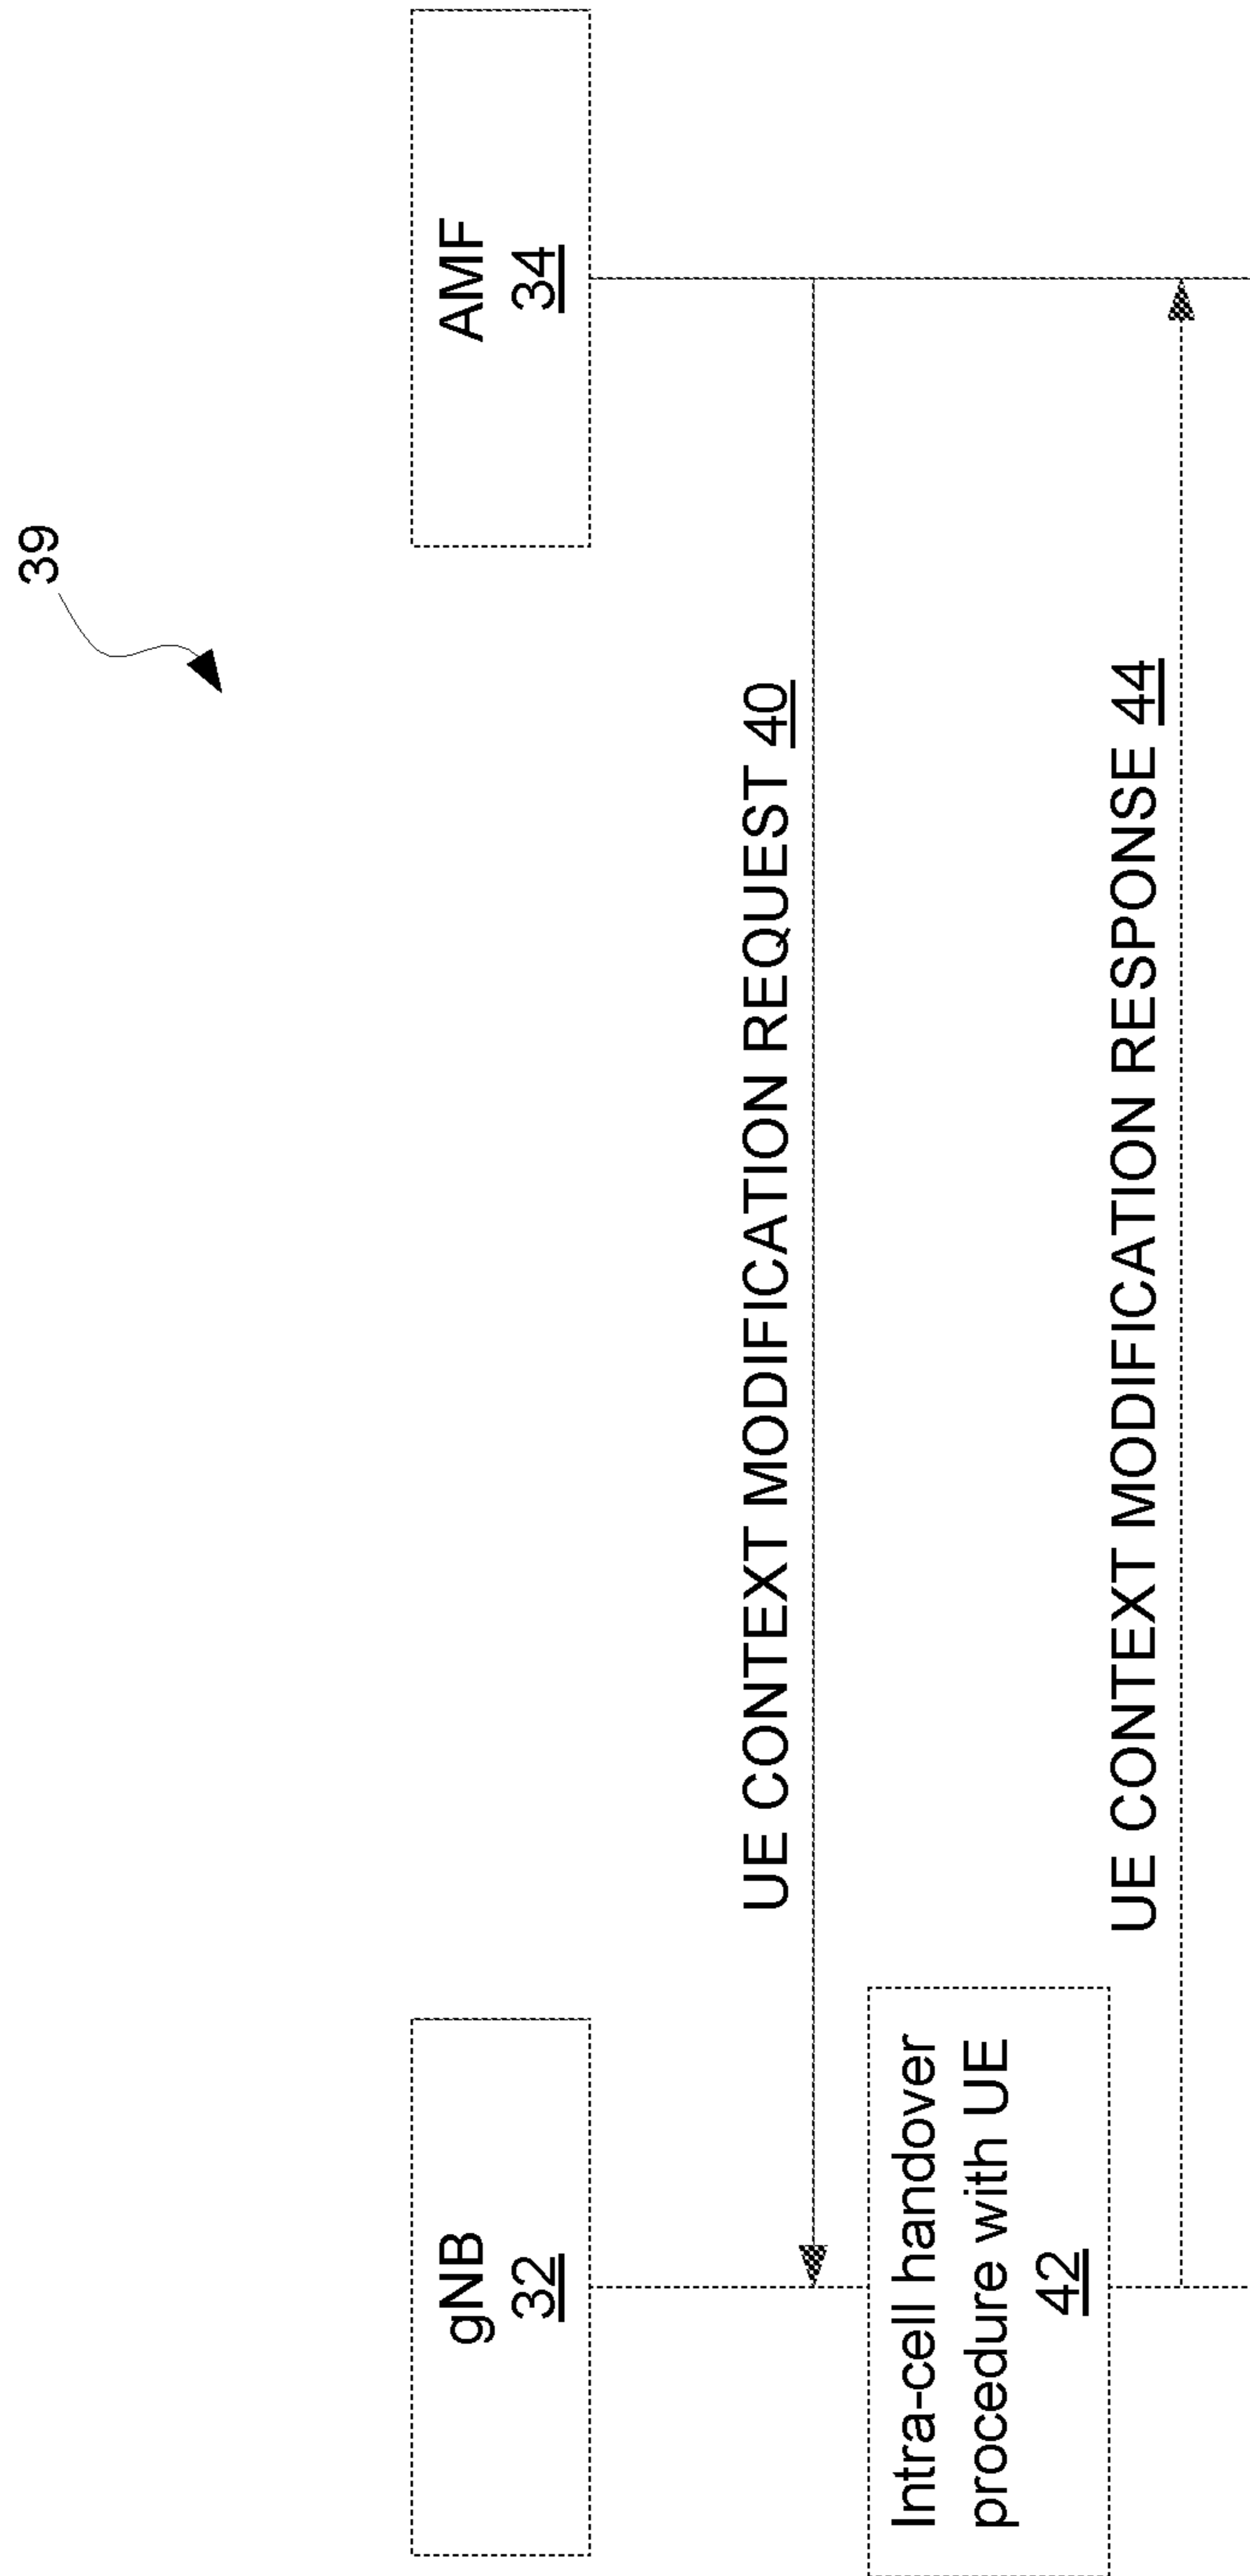 39
gNB
32
AMF
34
UE CONTEXT MODIFICATION REQUEST 40
Intra-cell handover
procedure with UE
42
UE CONTEXT MODIFICATION RESPONSE 44